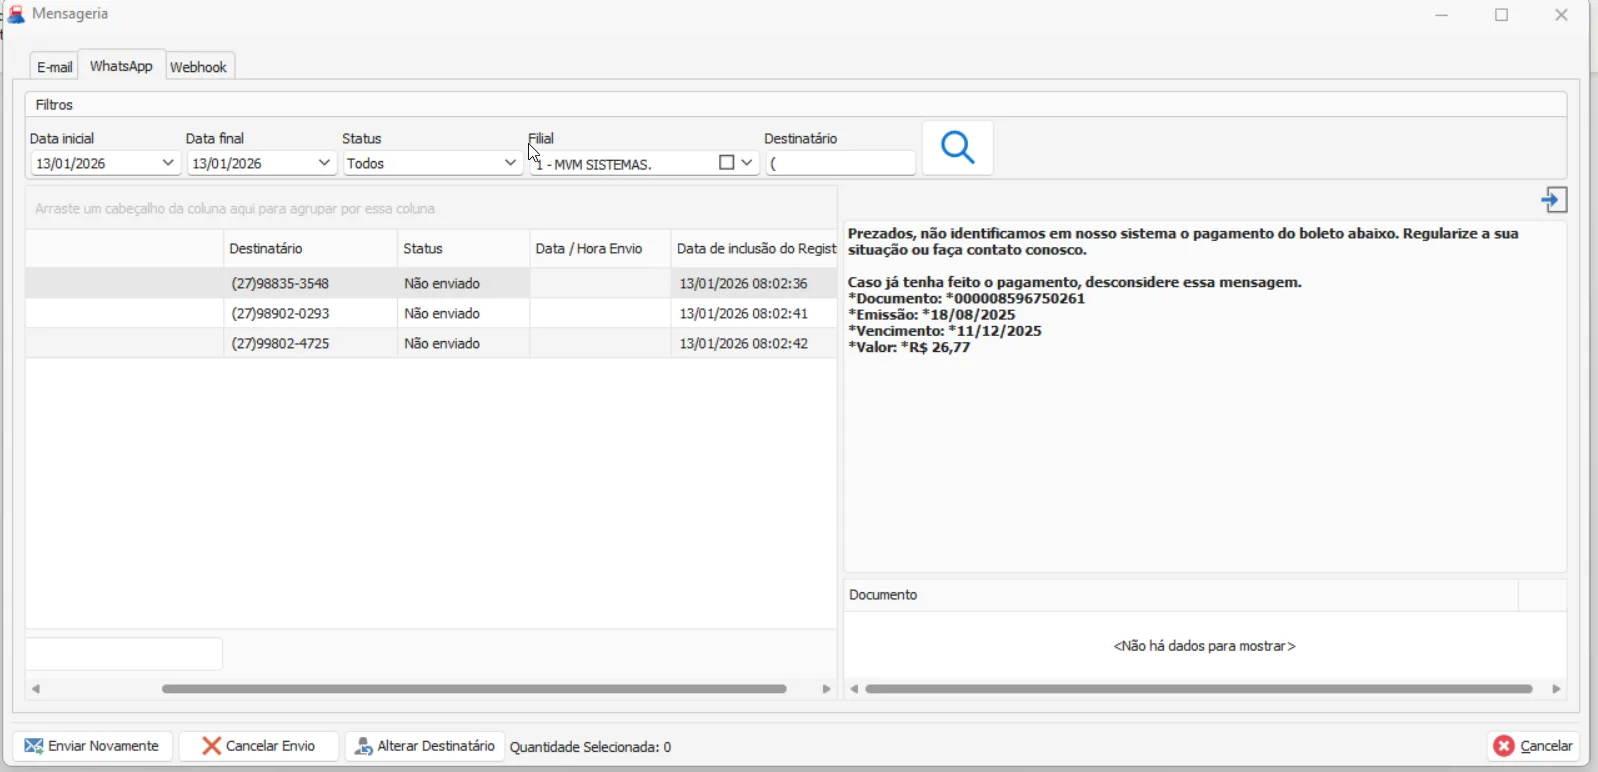 Mensageria
E-mail
WhatsApp
Webhook
Filtros
Data inicial
Data final
Status
Filial
Destinatário
13/01/2026
13/01/2026
Todos
1 - MVM SISTEMAS.
(
Arraste um cabeçalho da coluna aqui para agrupar por essa coluna
Destinatário
Status
Data / Hora Envio
Data de inclusão do Regist
(27)98835-3548
Não enviado
13/01/2026 08:02:36
(27)98902-0293
Não enviado
13/01/2026 08:02:41
(27)99802-4725
Não enviado
13/01/2026 08:02:42
Prezados, não identificamos em nosso sistema o pagamento do boleto abaixo. Regularize a sua
situação ou faça contato conosco.
Caso já tenha feito o pagamento, desconsidere essa mensagem.
*Documento: *000008596750261
*Emissão: *18/08/2025
*Vencimento: *11/12/2025
*Valor: *R$ 26,77
Documento
<Não há dados para mostrar>
Enviar Novamente
Cancelar Envio
Alterar Destinatário
Quantidade Selecionada: 0
Cancelar